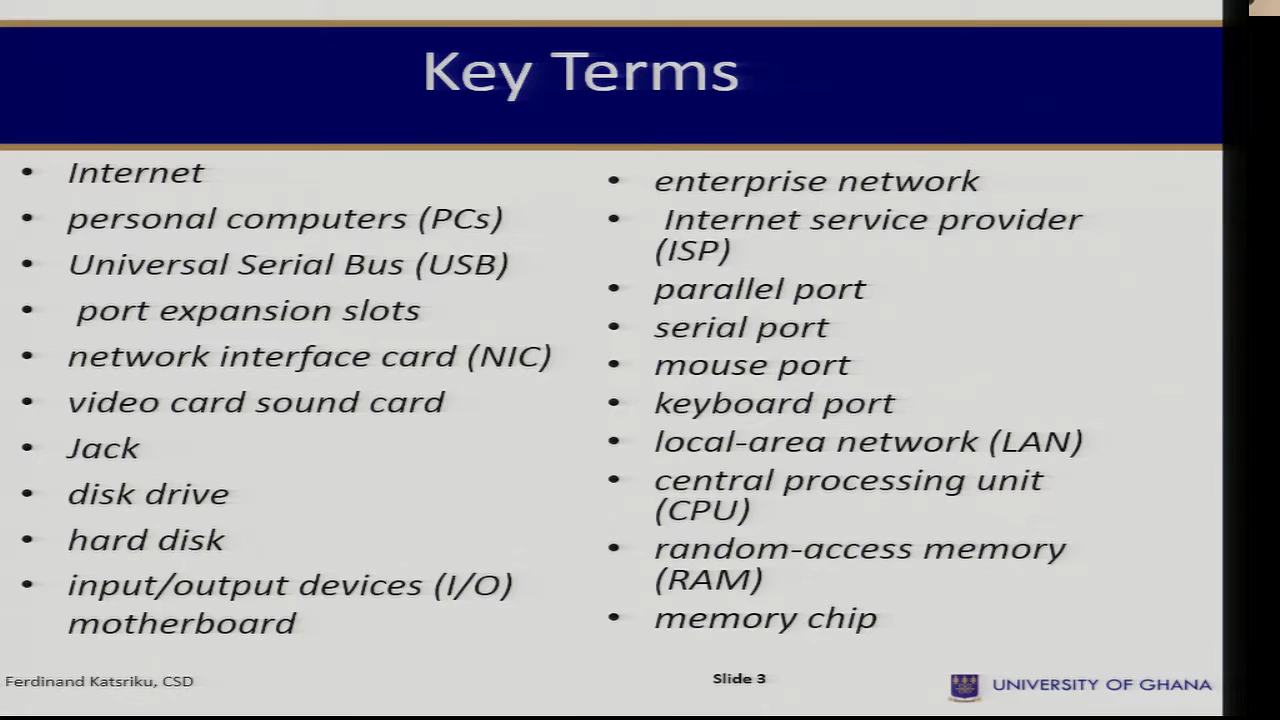 Key Terms
• Internet
• personal computers (PCs)
• Universal Serial Bus (USB)
• port expansion slots
• network interface card (NIC)
• video card sound card
• Jack
• disk drive
• hard disk
• input/output devices (I/O)
motherboard
• enterprise network
• Internet service provider
(ISP)
• parallel port
• serial port
• mouse port
• keyboard port
• local-area network (LAN)
• central processing unit
(CPU)
• random-access memory
(RAM)
• memory chip
Ferdinand Katsriku, CSD
Slide 3
UNIVERSITY OF GHANA